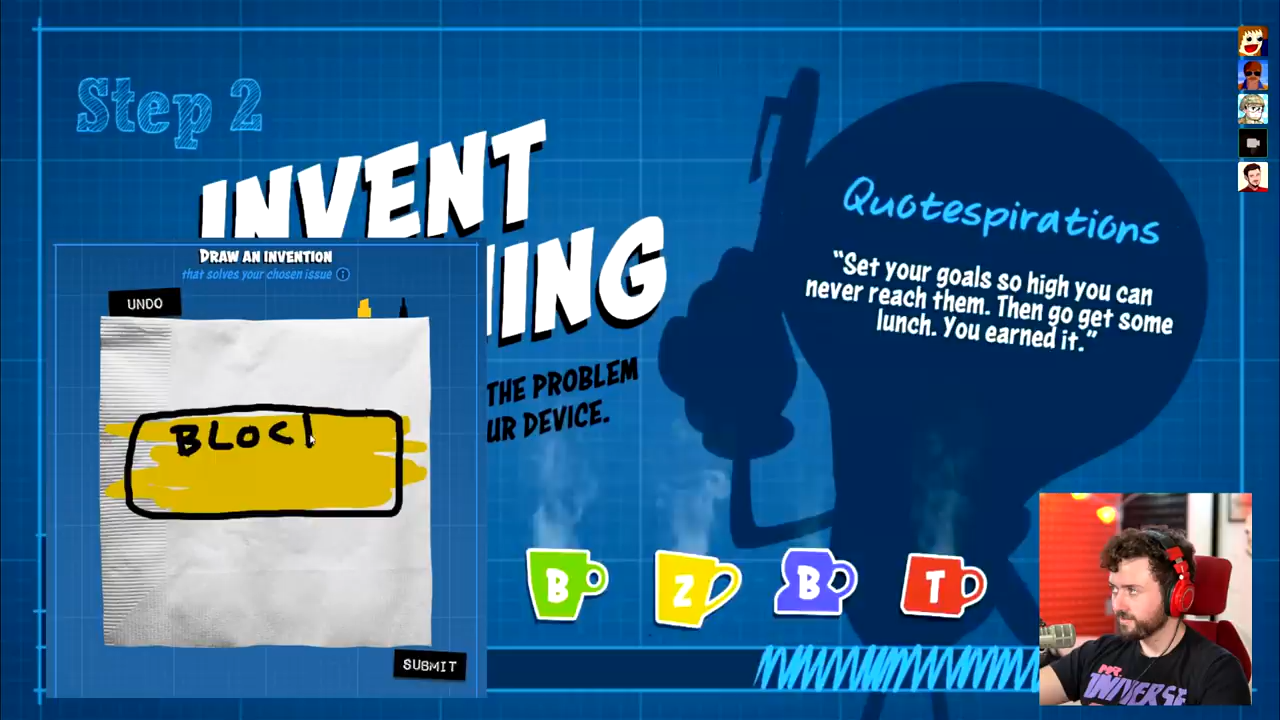 Step 2
INVENT
DRAW AN INVENTION
that solves your chosen issue
UNDO
BLOC
SUBMIT
THE PROBLEM
UR DEVICE.
Quotespirations
"Set your goals so high you can
never reach them. Then go get some
lunch. You earned it."
B
Z
B
T
UNIVERSE